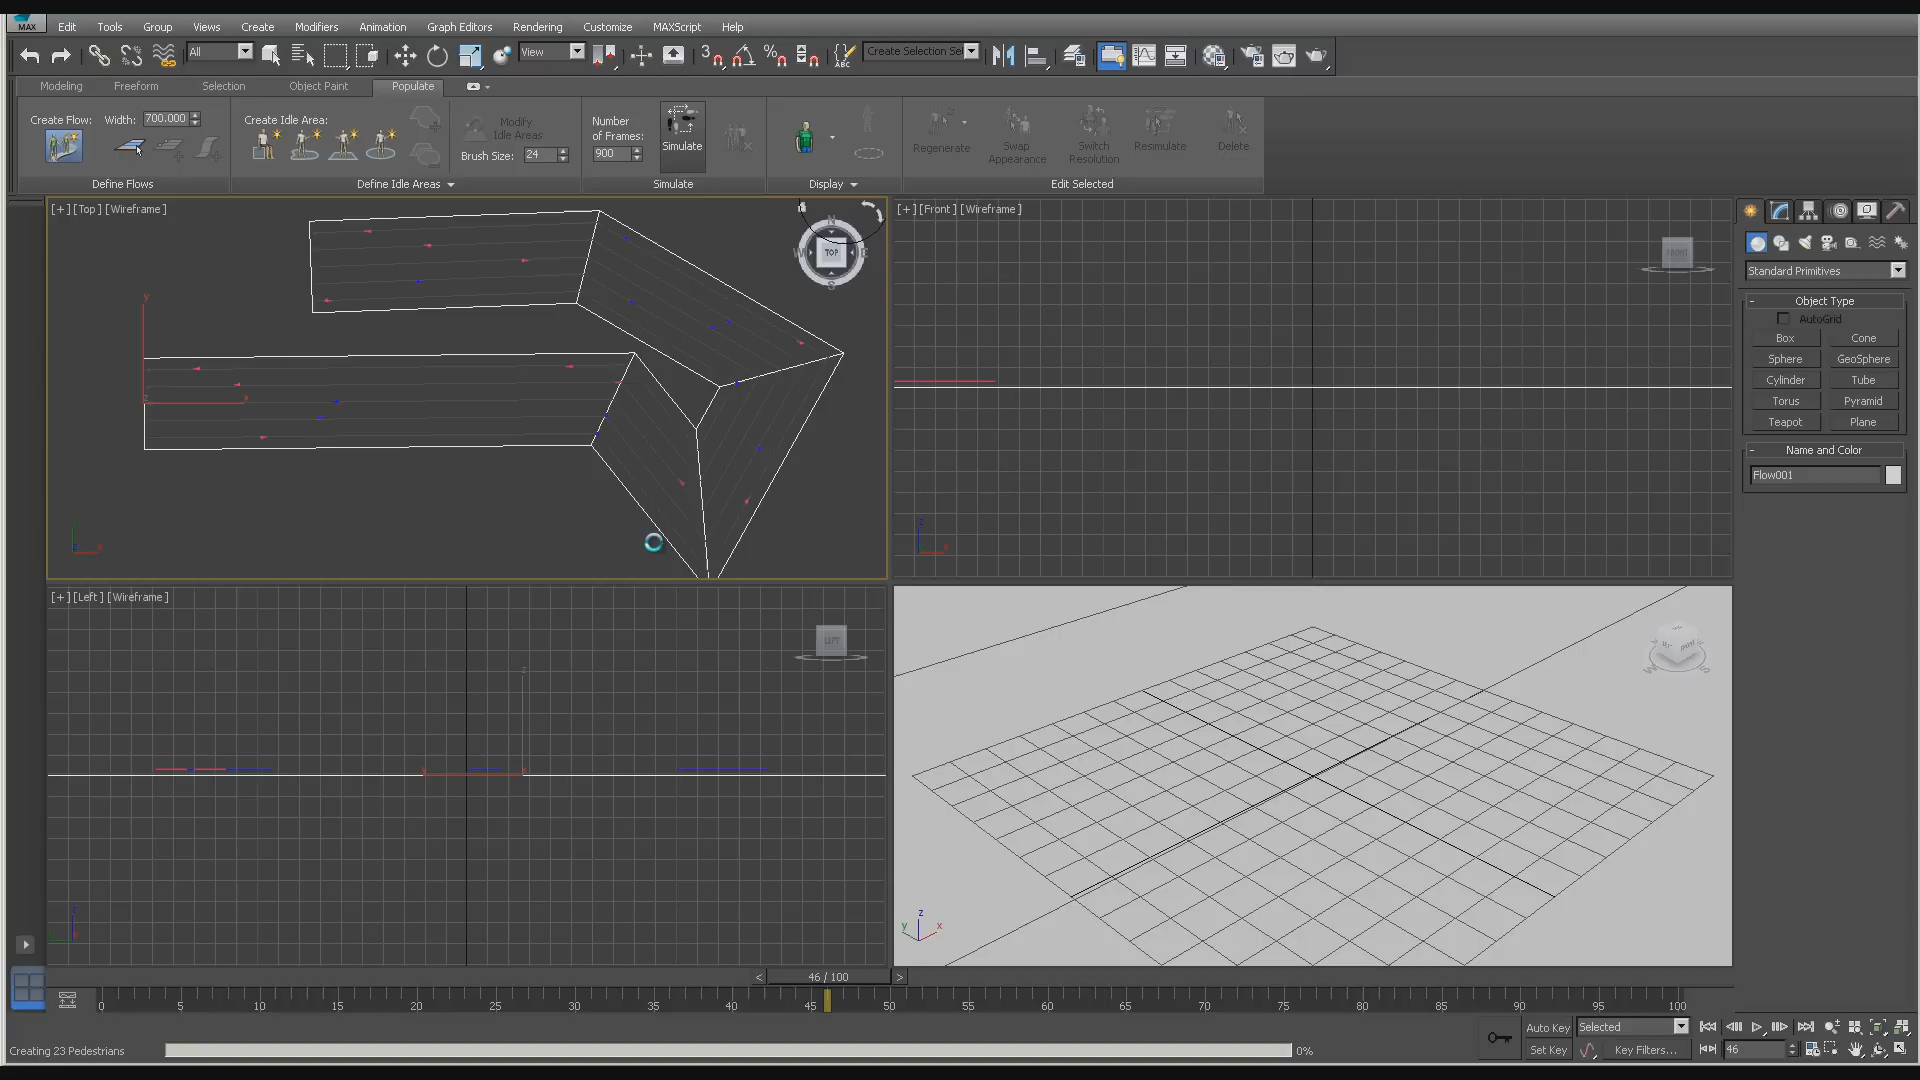 MAX
Edit Tools Group Views Create Modifiers Animation Graph Editors Rendering Customize MAXScript Help
All View Create Selection Se
3 % ABC
Modeling Freeform Selection Object Paint Populate
Create Flow: Width: 700.000 Create Idle Area: Modify Idle Areas Brush Size: 24 Number of Frames: 900 Simulate Regenerate Swap Appearance Switch Resolution Resimulate Delete
Define Flows Define Idle Areas Simulate Display Edit Selected
[+] [Top] [Wireframe]
N
W TOP E
S
y
z x
[+] [Front] [Wireframe]
FRONT
z
x
[+] [Left] [Wireframe]
LEFT
z
x
z
W S
z
y x
Standard Primitives
- Object Type
AutoGrid
Box Cone
Sphere GeoSphere
Cylinder Tube
Torus Pyramid
Teapot Plane
- Name and Color
Flow001
< 46 / 100 >
0 5 10 15 20 25 30 35 40 45 50 55 60 65 70 75 80 85 90 95 100
Auto Key Selected
Creating 23 Pedestrians 0% Set Key Key Filters... 46